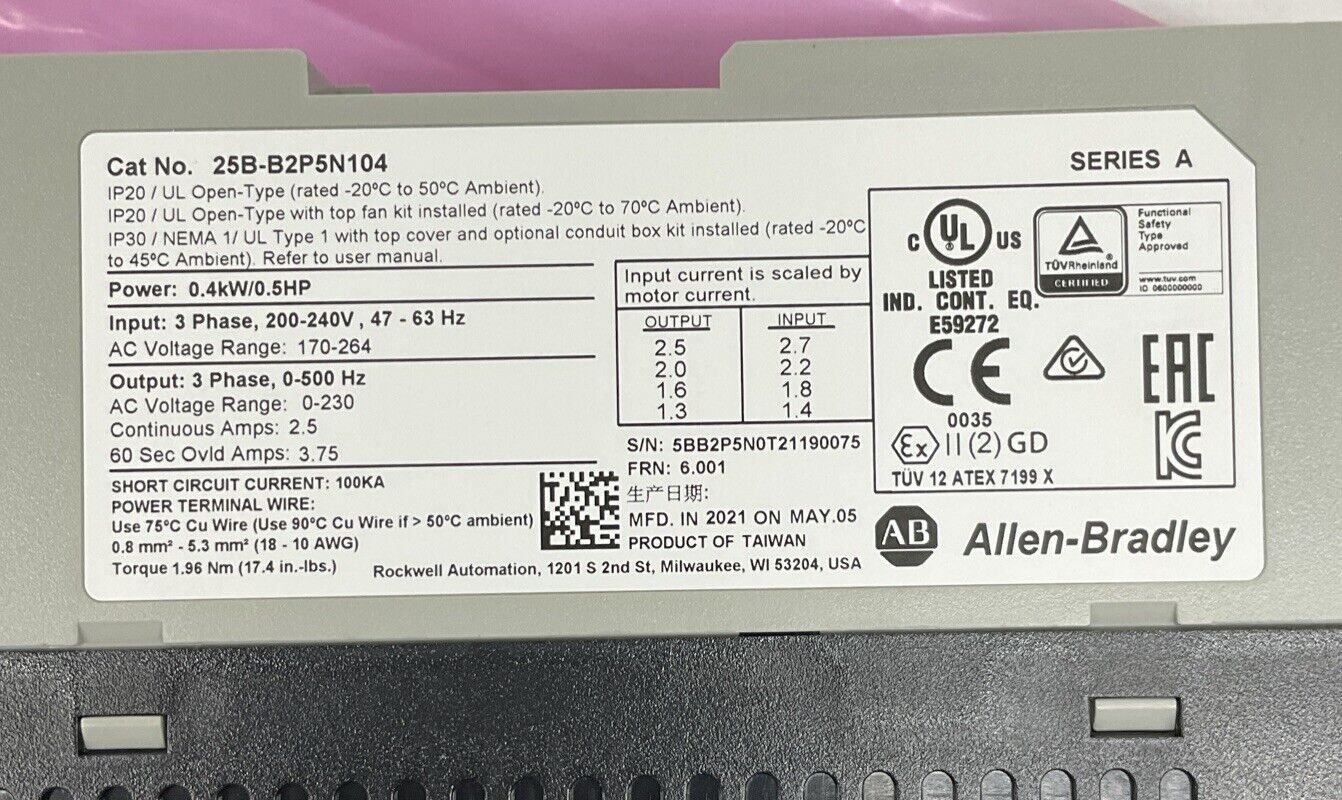 Cat No. 25B-B2P5N104
SERIES A
IP20 / UL Open-Type (rated -20ºC to 50ºC Ambient).
IP20 / UL Open-Type with top fan kit installed (rated -20ºC to 70ºC Ambient).
IP30 / NEMA 1/ UL Type 1 with top cover and optional conduit box kit installed (rated -20ºC
to 45ºC Ambient). Refer to user manual.
Power: 0.4kW/0.5HP
Input: 3 Phase, 200-240V , 47 - 63 Hz
AC Voltage Range: 170-264
Output: 3 Phase, 0-500 Hz
AC Voltage Range: 0-230
Continuous Amps: 2.5
60 Sec Ovld Amps: 3.75
SHORT CIRCUIT CURRENT: 100KA
POWER TERMINAL WIRE:
Use 75ºC Cu Wire (Use 90ºC Cu Wire if > 50ºC ambient)
0.8 mm² - 5.3 mm² (18 - 10 AWG)
Torque 1.96 Nm (17.4 in.-lbs.)
Input current is scaled by
motor current.
OUTPUT INPUT
2.5 2.7
2.0 2.2
1.6 1.8
1.3 1.4
S/N: 5BB2P5N0T21190075
FRN: 6.001
生产日期:
MFD. IN 2021 ON MAY.05
PRODUCT OF TAIWAN
Rockwell Automation, 1201 S 2nd St, Milwaukee, WI 53204, USA
C UL ® US
LISTED
IND. CONT. EQ.
E59272
TÜVRheinland ®
CERTIFIED
Functional
Safety
Type
Approved
www.tuv.com
ID 0600000000
CE
0035
EAC
Ex II (2) GD
KC
TÜV 12 ATEX 7199 X
AB Allen-Bradley